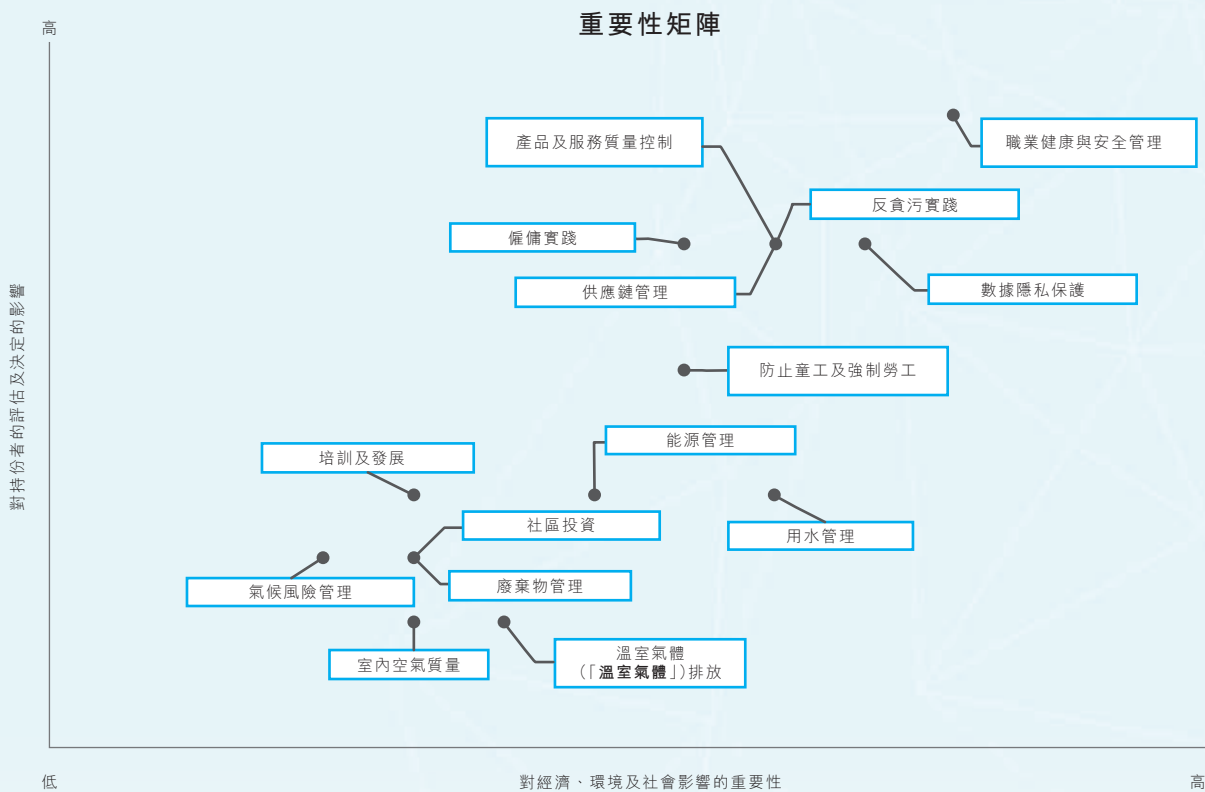 重要性矩陣
高
產品及服務質量控制
職業健康與安全管理
反貪污實踐
僱傭實踐
供應鏈管理
數據隱私保護
對持份者的評估及決定的影響
防止童工及強制勞工
能源管理
培訓及發展
社區投資
用水管理
氣候風險管理
廢棄物管理
室內空氣質量
溫室氣體
(「溫室氣體」)排放
低
對經濟、環境及社會影響的重要性
高